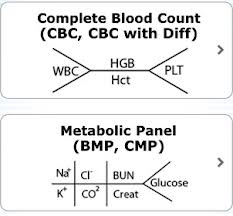 Complete Blood Count
(CBC, CBC with Diff)
WBC HGB PLT
Hct
Metabolic Panel
(BMP, CMP)
Na⁺ Cl⁻ BUN Glucose
K⁺ CO² Creat